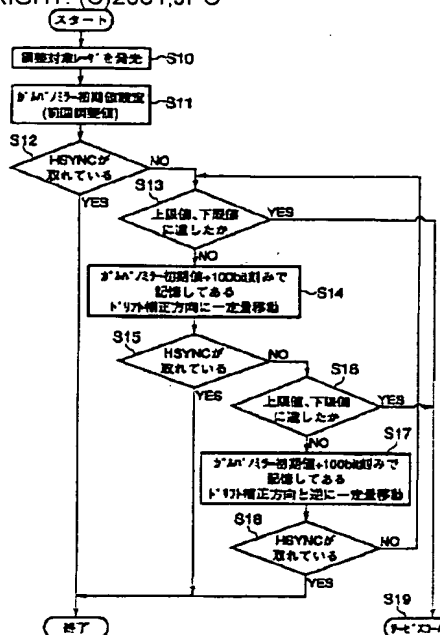 RIGHT: (C)2001,JPO
スタート
調整対象レーザを発光
S10
ガルバノミラー初期値設定
(前回調整値)
S11
S12
HSYNCが
取れている
NO
YES
S13
上限値、下限値
に達したか
YES
NO
ガルバノミラー初期値+100bit刻みで
記憶してある
ドリフト補正方向に一定量移動
S14
S15
HSYNCが
取れている
NO
YES
S16
上限値、下限値
に達したか
YES
NO
S17
ガルバノミラー初期値+100bit刻みで
記憶してある
ドリフト補正方向と逆に一定量移動
S18
HSYNCが
取れている
NO
YES
S19
終了
サービスコール